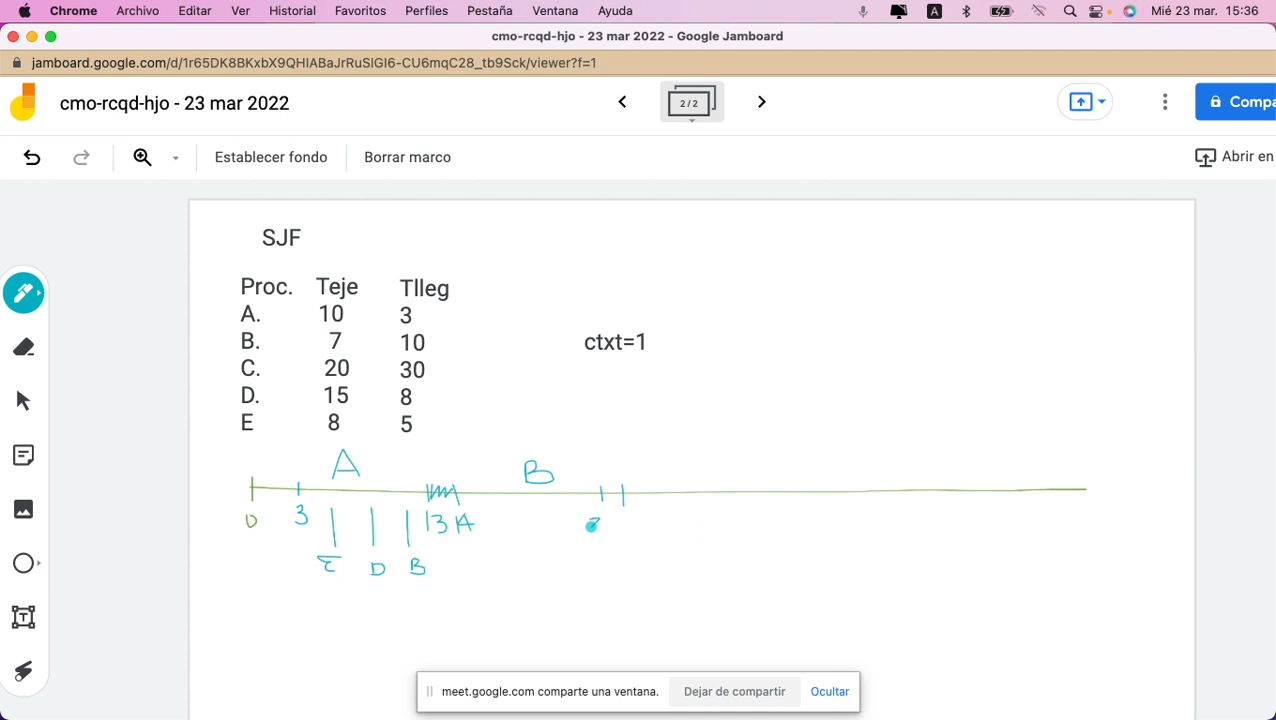 Chrome Archivo Editar Ver Historial Favoritos Perfiles Pestaña Ventana Ayuda A Mié 23 mar. 15:36
cmo-rcqd-hjo - 23 mar 2022 - Google Jamboard
jamboard.google.com/d/1r65DK8BKxbX9QHIABaJrRuSlGl6-CU6mqC28_tb9Sck/viewer?f=1
cmo-rcqd-hjo - 23 mar 2022 2 / 2 Compa
Establecer fondo Borrar marco Abrir en
SJF
Proc. Teje Tlleg
A. 10 3
B. 7 10 ctxt=1
C. 20 30
D. 15 8
E 8 5
A B
0 3 13 14
E D B
meet.google.com comparte una ventana. Dejar de compartir Ocultar